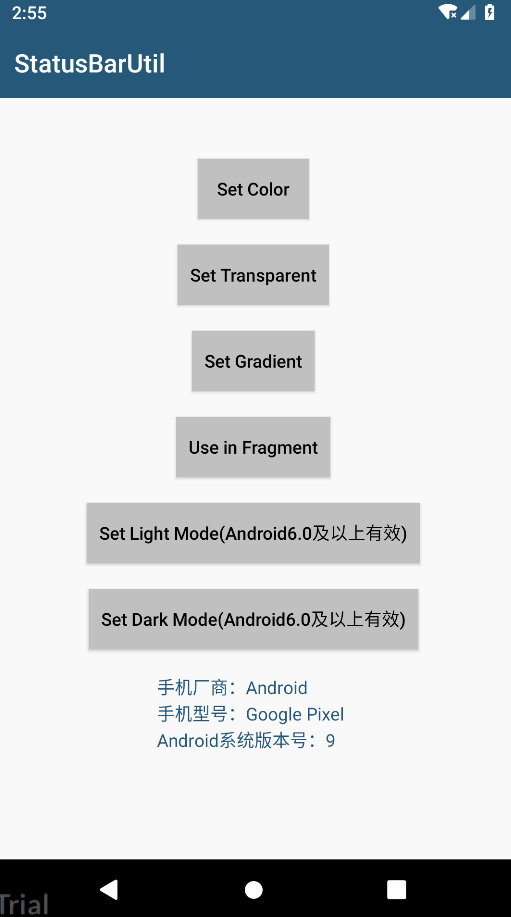 2:55
StatusBarUtil
Set Color
Set Transparent
Set Gradient
Use in Fragment
Set Light Mode(Android6.0及以上有效)
Set Dark Mode(Android6.0及以上有效)
手机厂商：Android
手机型号：Google Pixel
Android系统版本号：9
Trial